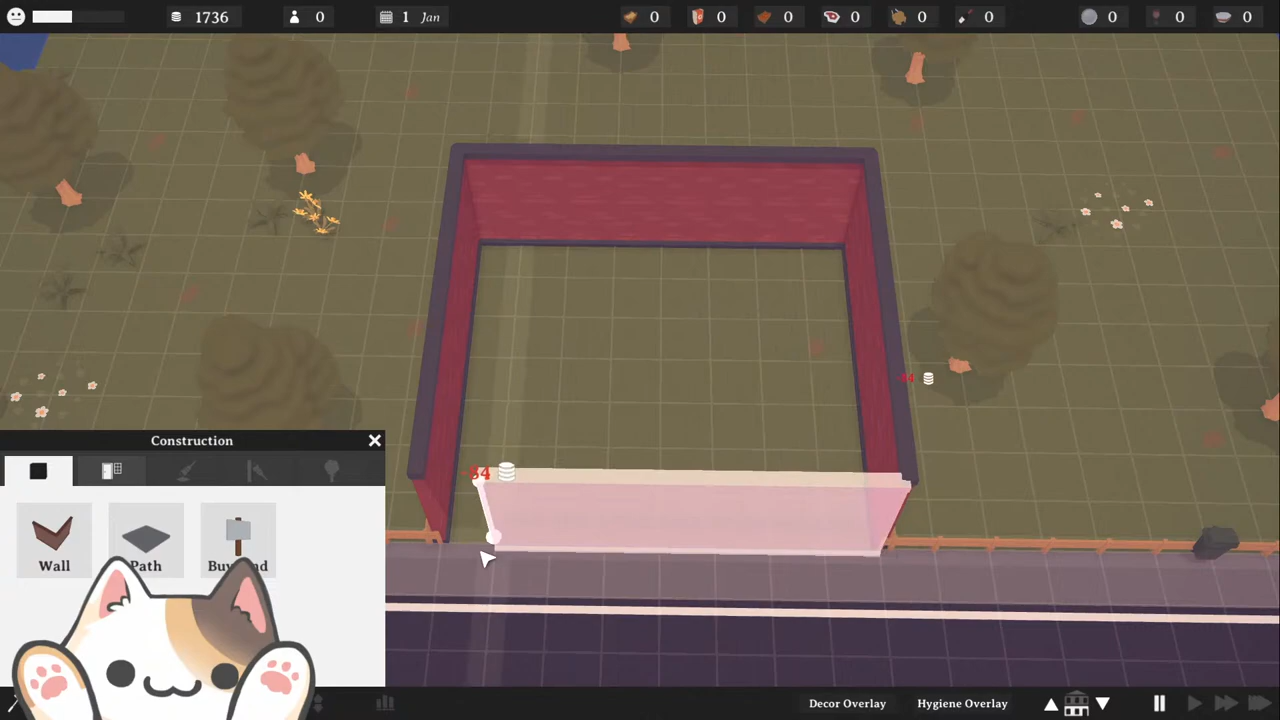 1736 0 1 Jan 0 0 0 0 0 0 0 0 0
Construction
-84
Wall Path
Decor Overlay Hygiene Overlay